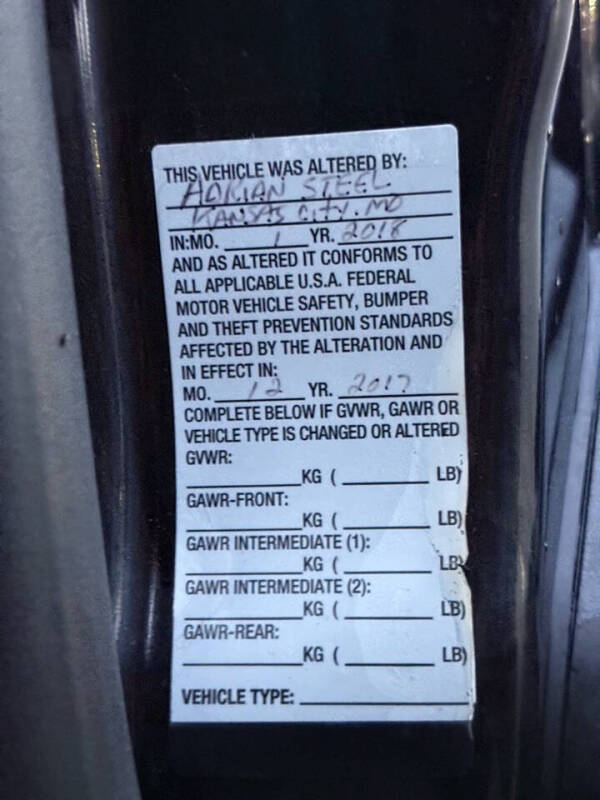 THIS VEHICLE WAS ALTERED BY:
ADRIAN STEEL
KANSAS CITY. MO
IN:MO. 1 YR. 2018
AND AS ALTERED IT CONFORMS TO
ALL APPLICABLE U.S.A. FEDERAL
MOTOR VEHICLE SAFETY, BUMPER
AND THEFT PREVENTION STANDARDS
AFFECTED BY THE ALTERATION AND
IN EFFECT IN:
MO. 12 YR. 2017
COMPLETE BELOW IF GVWR, GAWR OR
VEHICLE TYPE IS CHANGED OR ALTERED
GVWR:
KG ( LB)
GAWR-FRONT:
KG ( LB)
GAWR INTERMEDIATE (1):
KG ( LB)
GAWR INTERMEDIATE (2):
KG ( LB)
GAWR-REAR:
KG ( LB)
VEHICLE TYPE: